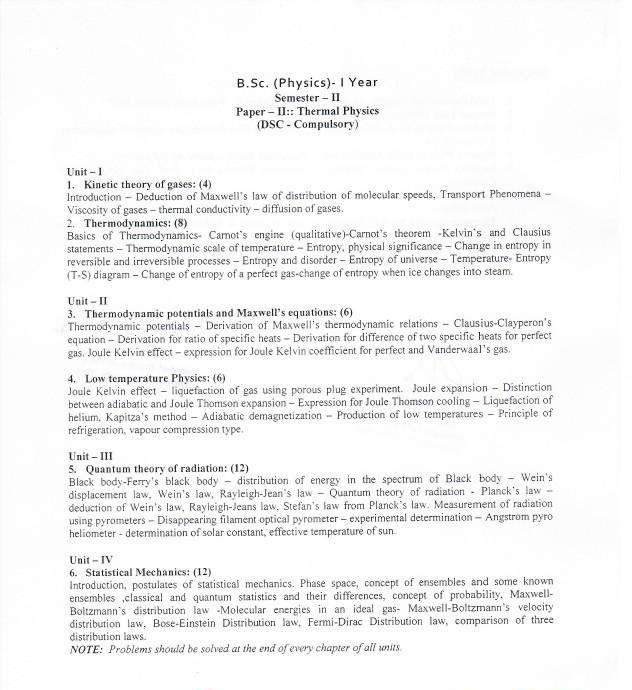 B.Sc. (Physics)- I Year
Semester – II
Paper – II:: Thermal Physics
(DSC - Compulsory)
Unit – I
1. Kinetic theory of gases: (4)
Introduction – Deduction of Maxwell's law of distribution of molecular speeds, Transport Phenomena –
Viscosity of gases – thermal conductivity – diffusion of gases.
2. Thermodynamics: (8)
Basics of Thermodynamics- Carnot's engine (qualitative)-Carnot's theorem -Kelvin's and Clausius
statements – Thermodynamic scale of temperature – Entropy, physical significance – Change in entropy in
reversible and irreversible processes – Entropy and disorder – Entropy of universe – Temperature- Entropy
(T-S) diagram – Change of entropy of a perfect gas-change of entropy when ice changes into steam.
Unit – II
3. Thermodynamic potentials and Maxwell's equations: (6)
Thermodynamic potentials – Derivation of Maxwell's thermodynamic relations – Clausius-Clayperon's
equation – Derivation for ratio of specific heats – Derivation for difference of two specific heats for perfect
gas. Joule Kelvin effect – expression for Joule Kelvin coefficient for perfect and Vanderwaal's gas.
4. Low temperature Physics: (6)
Joule Kelvin effect – liquefaction of gas using porous plug experiment. Joule expansion – Distinction
between adiabatic and Joule Thomson expansion – Expression for Joule Thomson cooling – Liquefaction of
helium, Kapitza's method – Adiabatic demagnetization – Production of low temperatures – Principle of
refrigeration, vapour compression type.
Unit – III
5. Quantum theory of radiation: (12)
Black body-Ferry's black body – distribution of energy in the spectrum of Black body – Wein's
displacement law, Wein's law, Rayleigh-Jean's law – Quantum theory of radiation - Planck's law –
deduction of Wein's law, Rayleigh-Jeans law, Stefan's law from Planck's law. Measurement of radiation
using pyrometers – Disappearing filament optical pyrometer – experimental determination – Angstrom pyro
heliometer - determination of solar constant, effective temperature of sun.
Unit – IV
6. Statistical Mechanics: (12)
Introduction, postulates of statistical mechanics. Phase space, concept of ensembles and some known
ensembles ,classical and quantum statistics and their differences, concept of probability, Maxwell-
Boltzmann's distribution law -Molecular energies in an ideal gas- Maxwell-Boltzmann's velocity
distribution law, Bose-Einstein Distribution law, Fermi-Dirac Distribution law, comparison of three
distribution laws.
NOTE: Problems should be solved at the end of every chapter of all units.